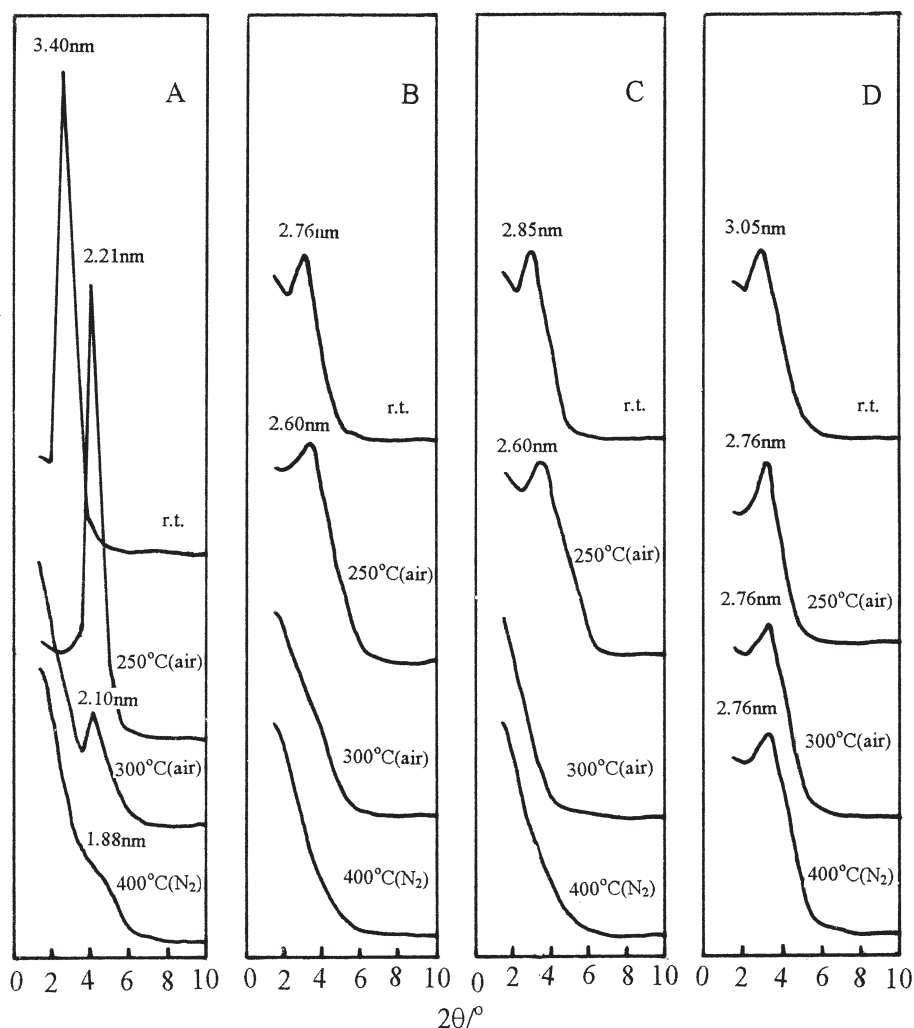 A
3.40nm
2.21nm
r.t.
250°C(air)
2.10nm
300°C(air)
1.88nm
400°C(N₂)
0 2 4 6 8 10
B
2.76nm
r.t.
2.60nm
250°C(air)
300°C(air)
400°C(N₂)
0 2 4 6 8 10
C
2.85nm
r.t.
2.60nm
250°C(air)
300°C(air)
400°C(N₂)
0 2 4 6 8 10
D
3.05nm
r.t.
2.76nm
250°C(air)
2.76nm
300°C(air)
2.76nm
400°C(N₂)
0 2 4 6 8 10
2θ/°